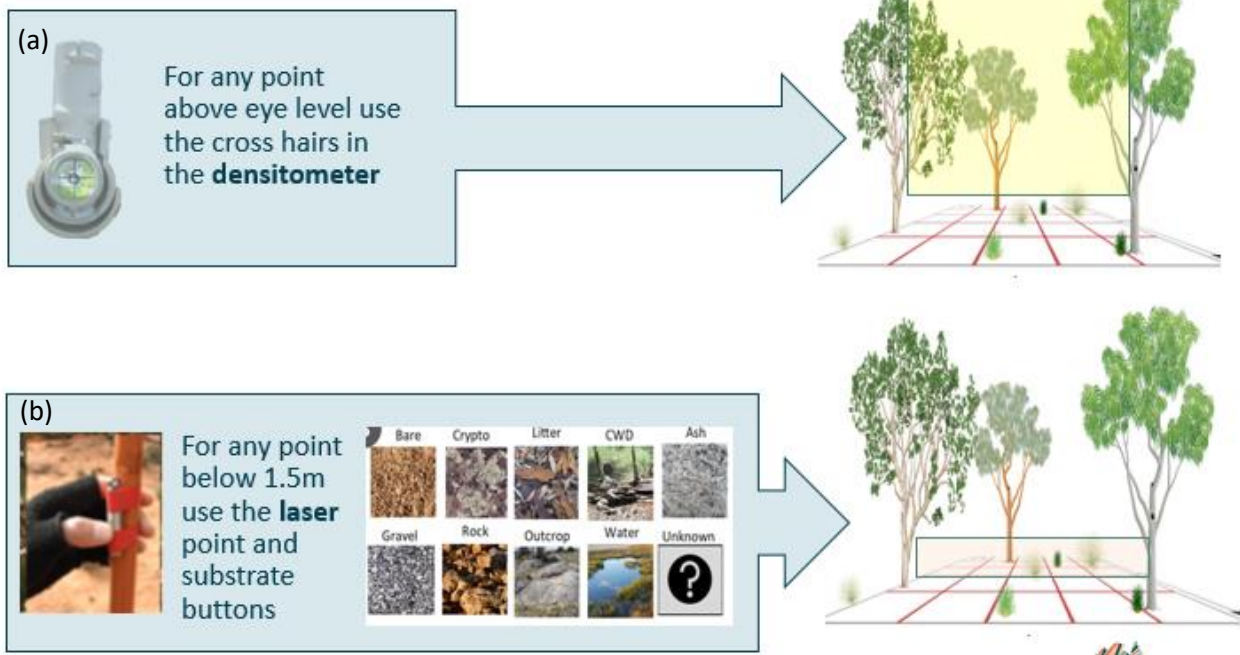 (a)
For any point
above eye level use
the cross hairs in
the densitometer
(b)
For any point
below 1.5m
use the laser
point and
substrate
buttons
Bare Crypto Litter CWD Ash
Gravel Rock Outcrop Water Unknown
?